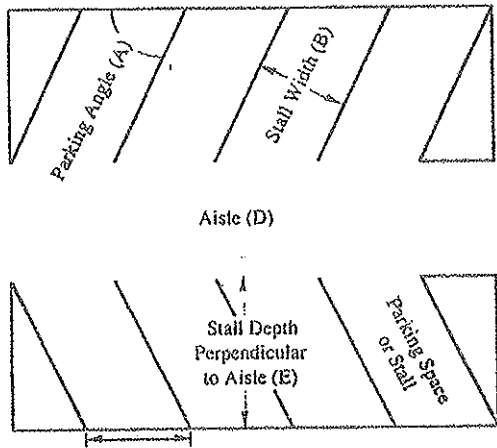 Parking Angle (A)
Stall Width (B)
Aisle (D)
Stall Depth
Perpendicular
to Aisle (E)
Parking Space
or Stall